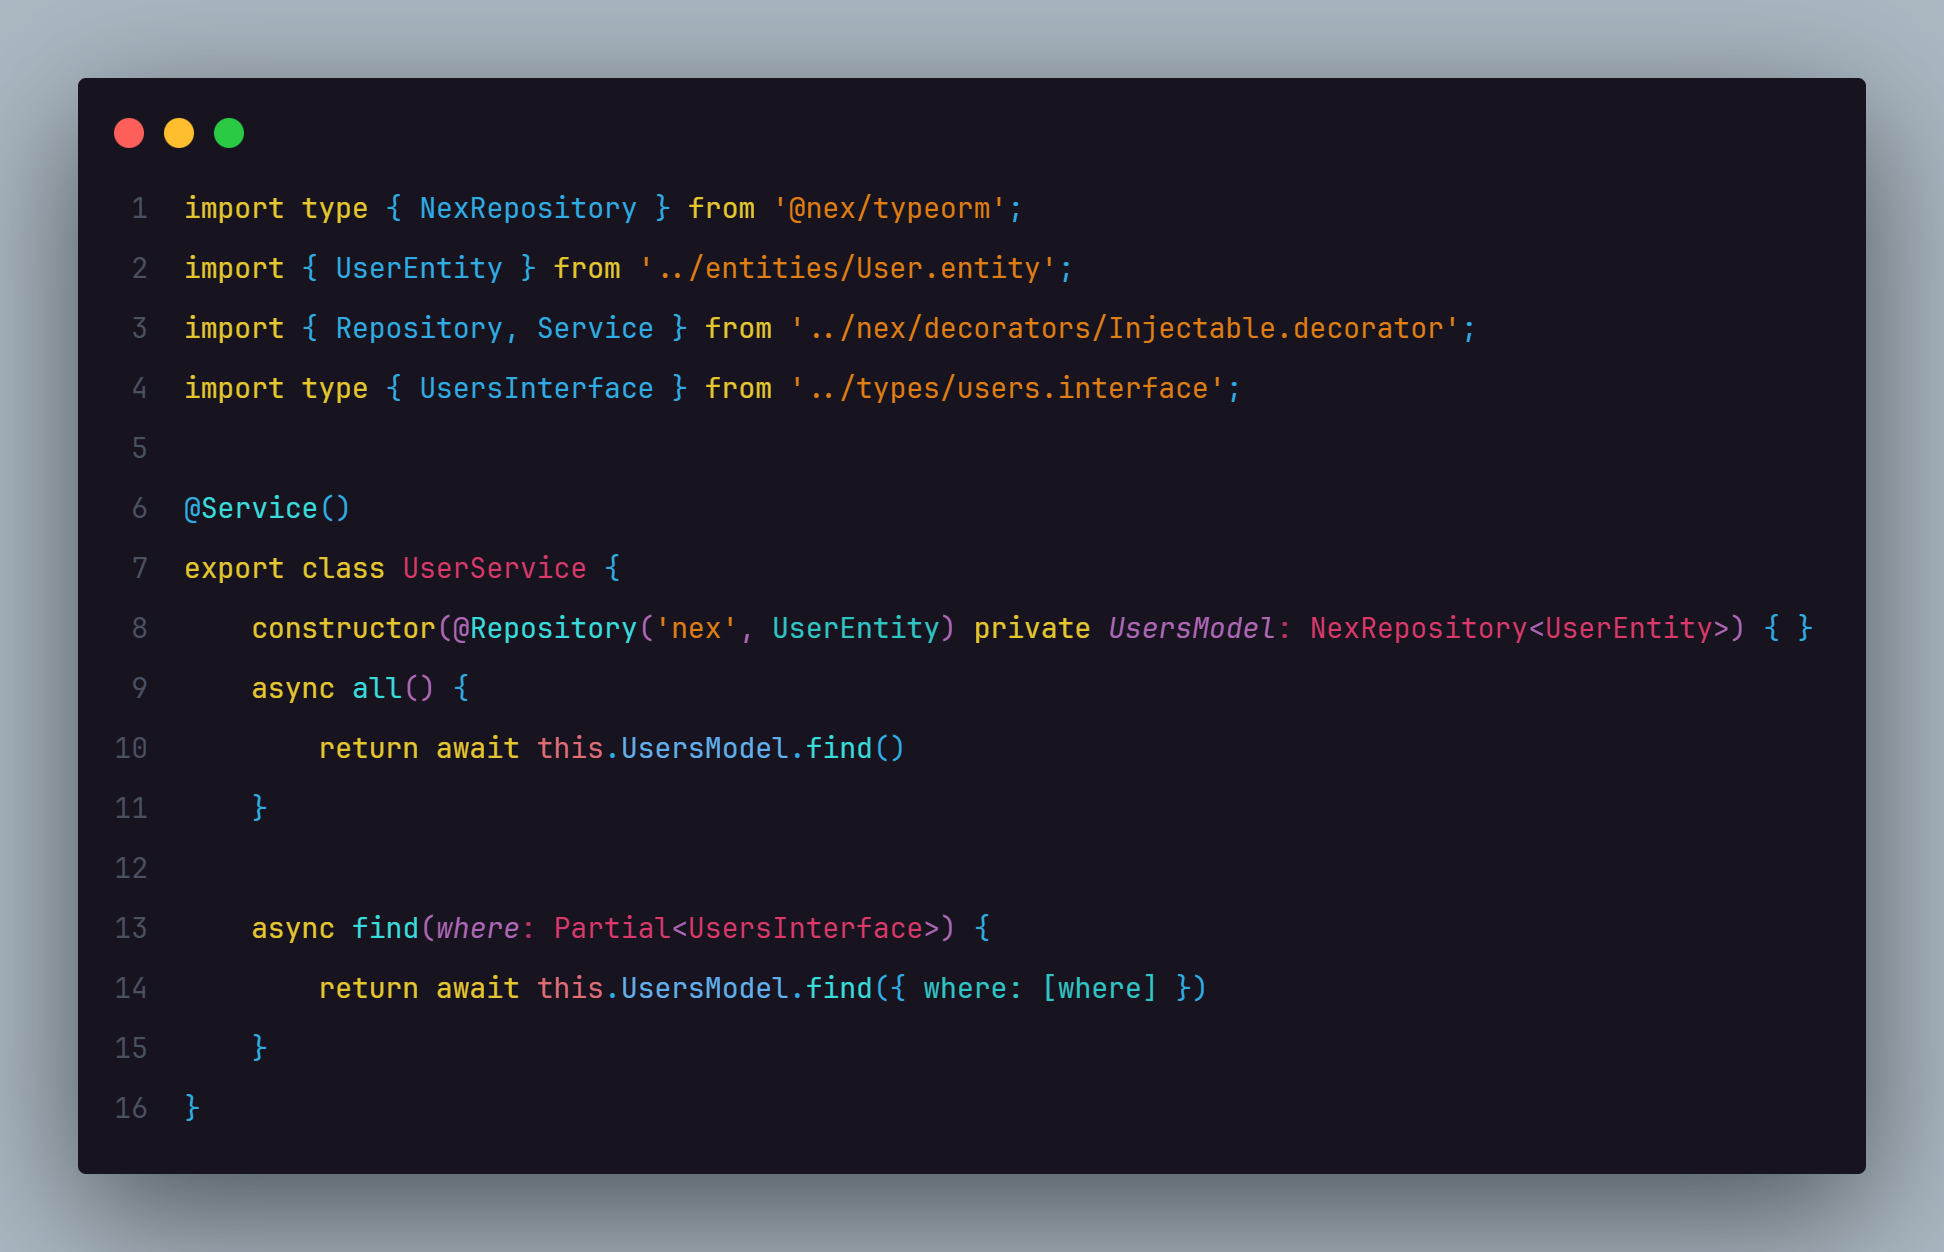 1 import type { NexRepository } from '@nex/typeorm';
2 import { UserEntity } from '../entities/User.entity';
3 import { Repository, Service } from '../nex/decorators/Injectable.decorator';
4 import type { UsersInterface } from '../types/users.interface';
5
6 @Service()
7 export class UserService {
8     constructor(@Repository('nex', UserEntity) private UsersModel: NexRepository<UserEntity>) { }
9     async all() {
10         return await this.UsersModel.find()
11     }
12
13     async find(where: Partial<UsersInterface>) {
14         return await this.UsersModel.find({ where: [where] })
15     }
16 }